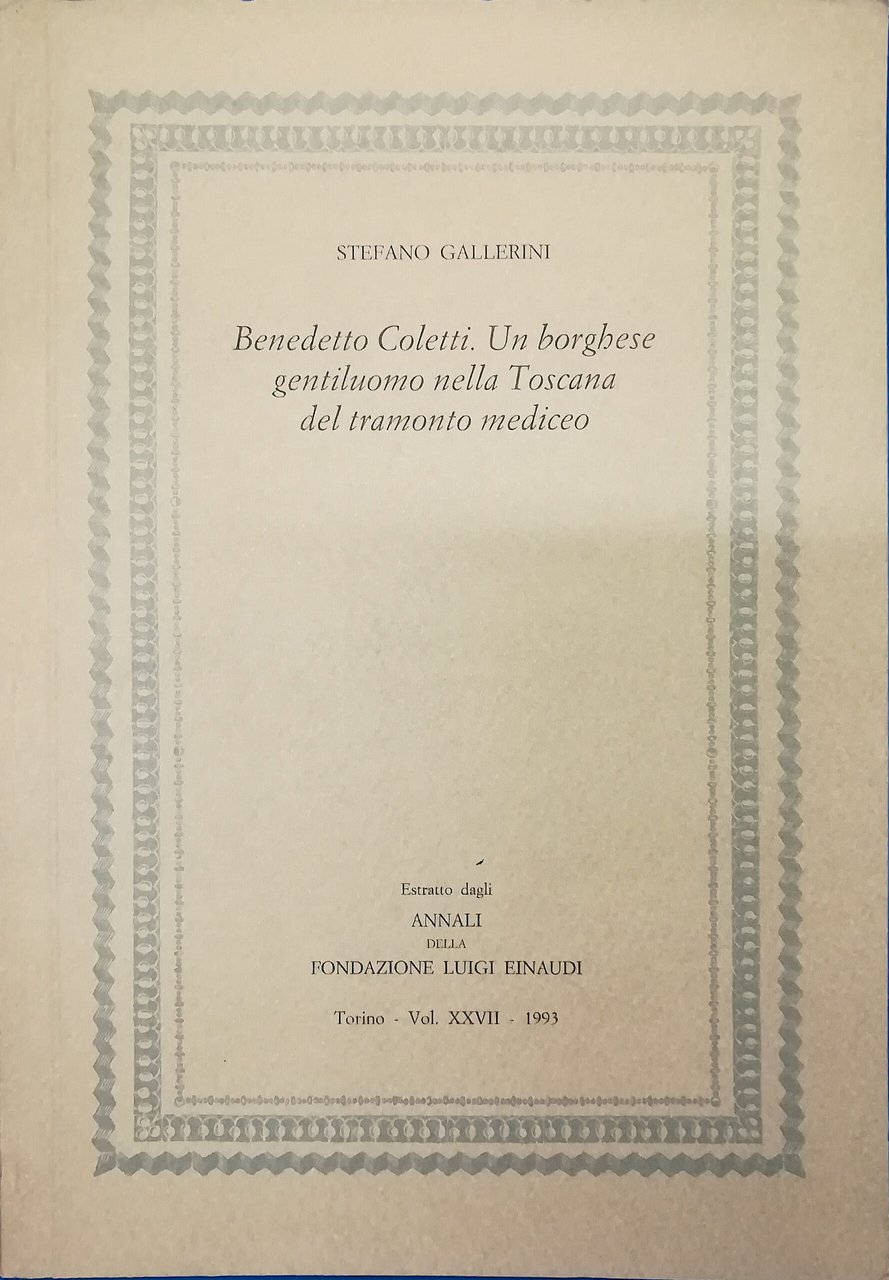 STEFANO GALLERINI
Benedetto Coletti. Un borghese
gentiluomo nella Toscana
del tramonto mediceo
Estratto dagli
ANNALI
DELLA
FONDAZIONE LUIGI EINAUDI
Torino - Vol. XXVII - 1993